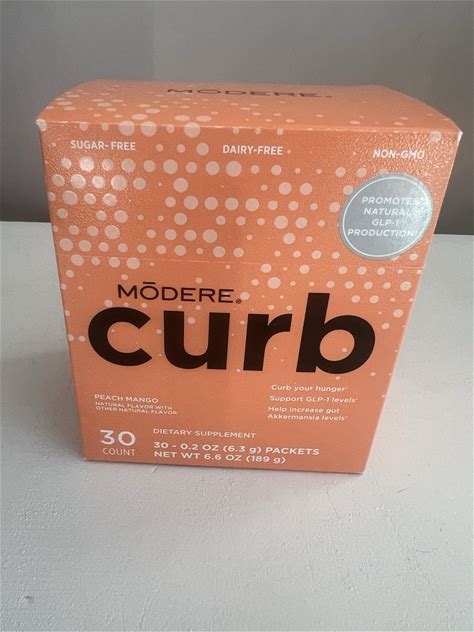 MODERE®
SUGAR-FREE
DAIRY-FREE
NON-GMO
PROMOTES
NATURAL
GLP-1
PRODUCTION†
MŌDERE®
curb
PEACH MANGO
NATURAL FLAVOR WITH
OTHER NATURAL FLAVOR
Curb your hunger†
Support GLP-1 levels†
Help increase gut
Akkermansia levels†
30
COUNT
DIETARY SUPPLEMENT
30 - 0.2 OZ (6.3 g) PACKETS
NET WT 6.6 OZ (189 g)